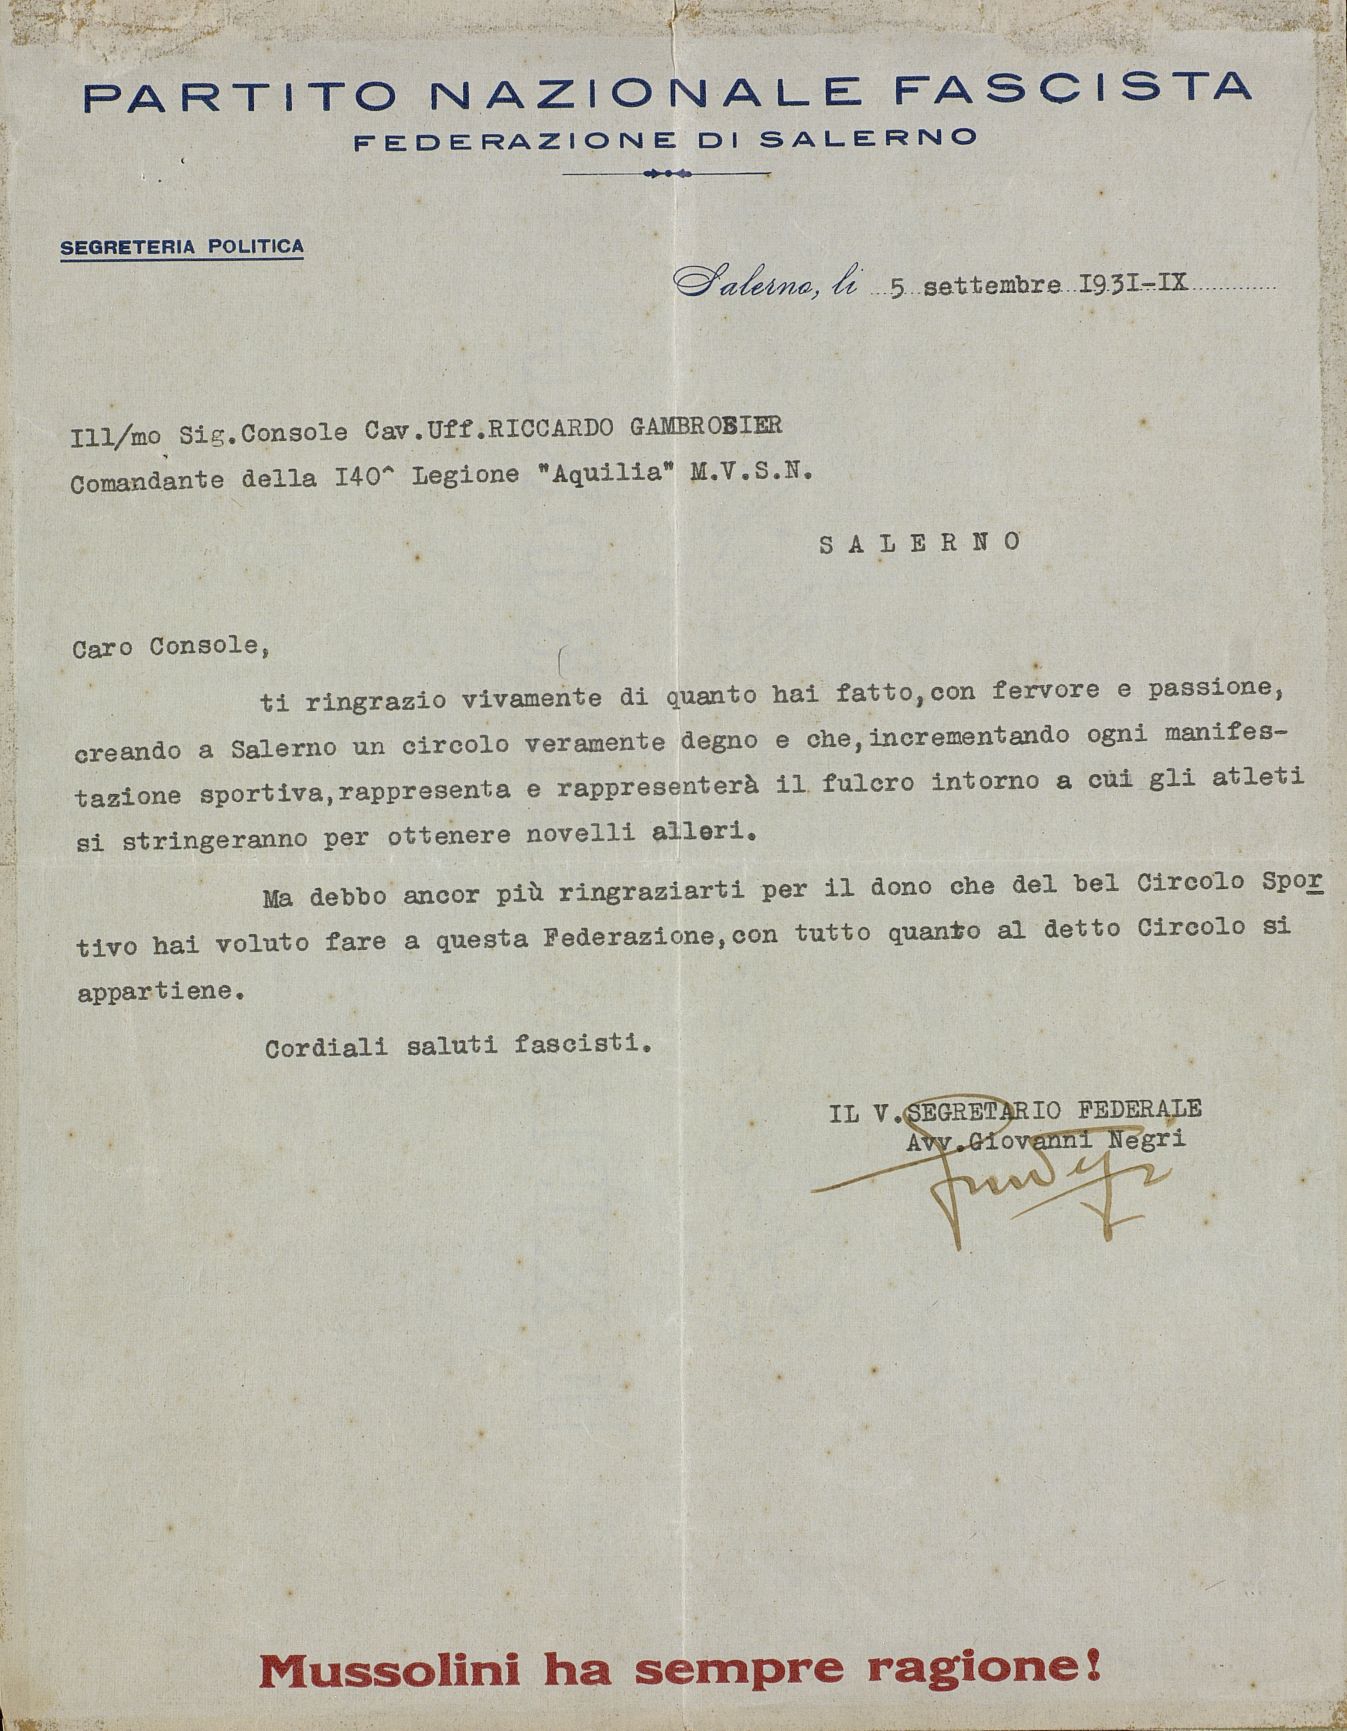 PARTITO NAZIONALE FASCISTA
FEDERAZIONE DI SALERNO
SEGRETERIA POLITICA
Salerno, li 5 settembre I931-IX
Ill/mo Sig.Console Cav.Uff.RICCARDO GAMBROSIER
Comandante della I40^ Legione "Aquilia" M.V.S.N.
S A L E R N O
Caro Console,
ti ringrazio vivamente di quanto hai fatto,con fervore e passione,
creando a Salerno un circolo veramente degno e che,incrementando ogni manifes-
tazione sportiva,rappresenta e rappresenterà il fulcro intorno a cui gli atleti
si stringeranno per ottenere novelli allori.
Ma debbo ancor più ringraziarti per il dono che del bel Circolo Spor
tivo hai voluto fare a questa Federazione,con tutto quanto al detto Circolo si
appartiene.
Cordiali saluti fascisti.
IL V.SEGRETARIO FEDERALE
Avv.Giovanni Negri
Mussolini ha sempre ragione!